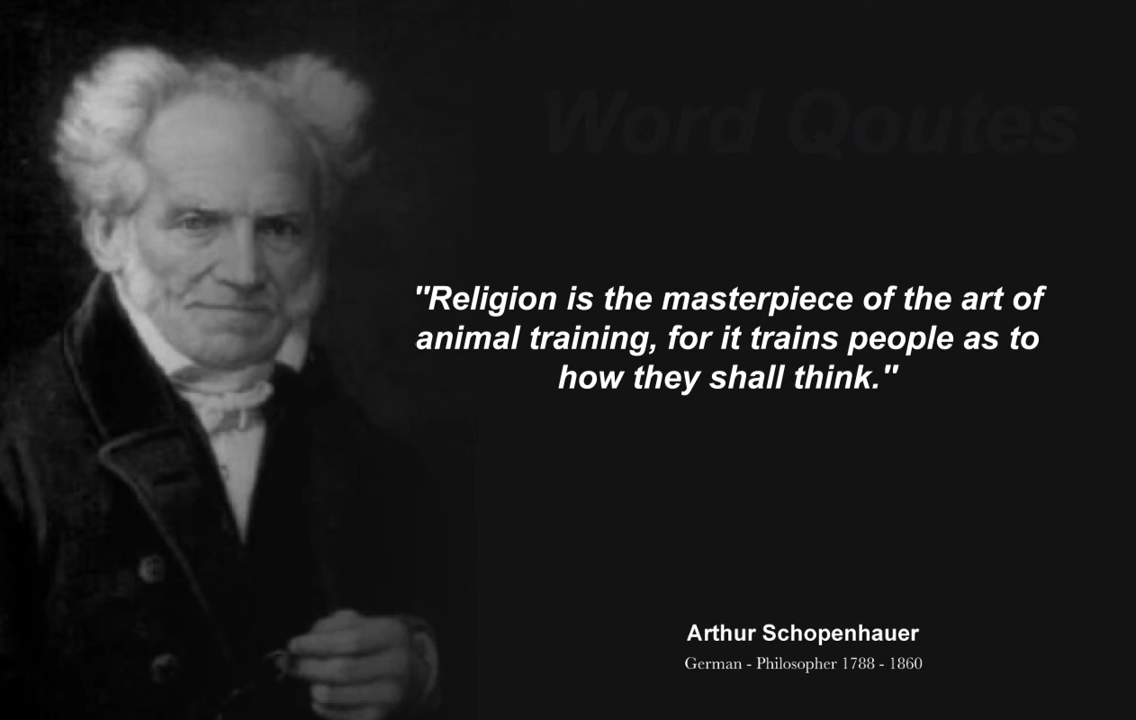 Word Qoutes
"Religion is the masterpiece of the art of
animal training, for it trains people as to
how they shall think."
Arthur Schopenhauer
German - Philosopher 1788 - 1860